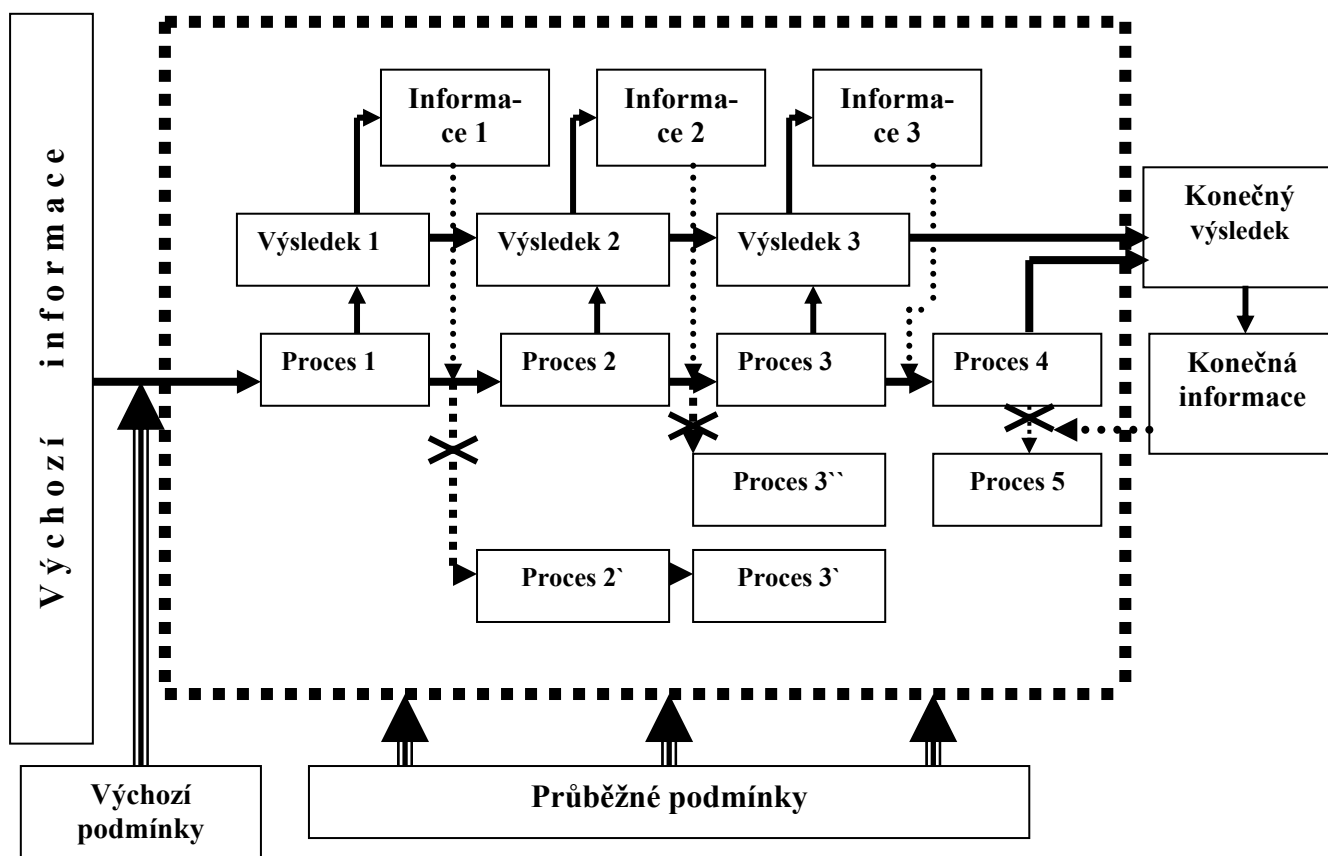 Výchozí informace
Informa-
ce 1
Informa-
ce 2
Informa-
ce 3
Výsledek 1
Výsledek 2
Výsledek 3
Konečný
výsledek
Proces 1
Proces 2
Proces 3
Proces 4
Konečná
informace
Proces 3``
Proces 5
Proces 2`
Proces 3`
Výchozí
podmínky
Průběžné podmínky